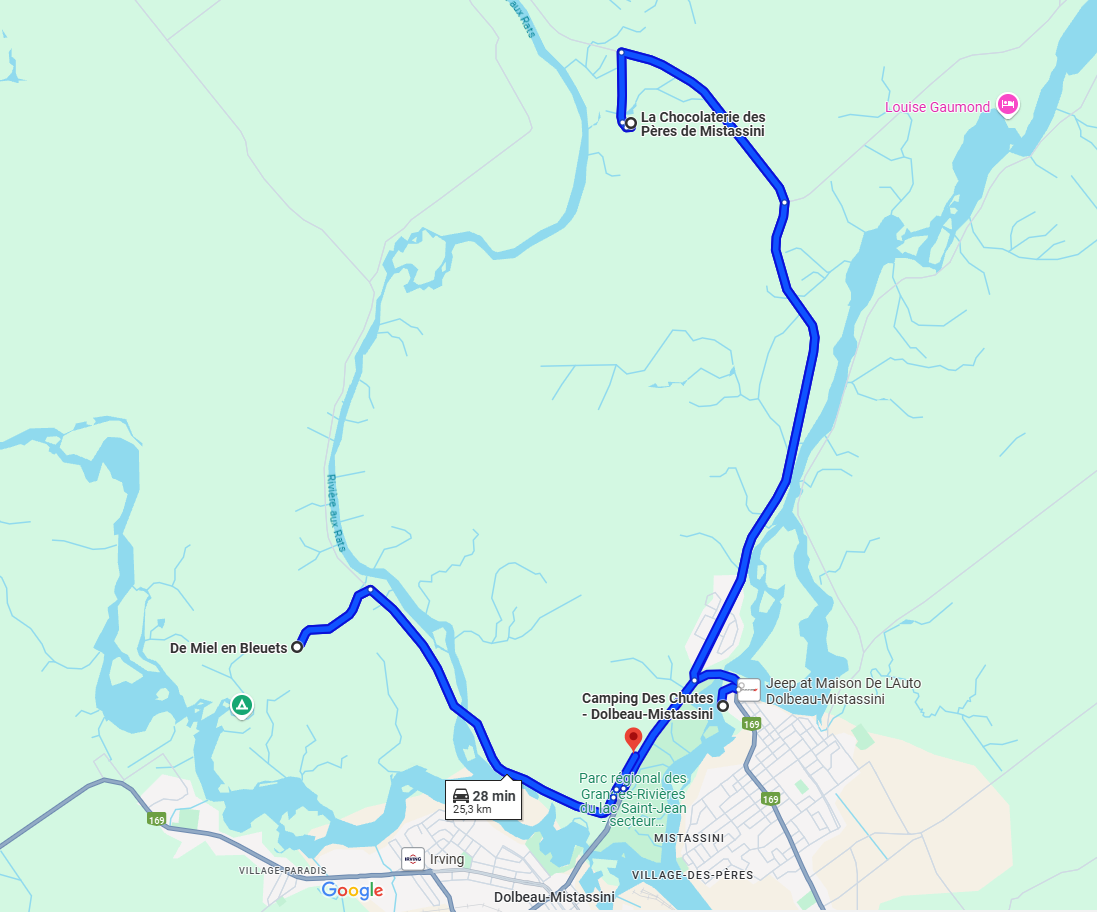 aux Rats
Louise Gaumond
La Chocolaterie des
Pères de Mistassini
Rivière aux Rats
De Miel en Bleuets
Camping Des Chutes
- Dolbeau-Mistassini
Jeep at Maison De L'Auto
Dolbeau-Mistassini
169
28 min
25,3 km
Parc régional des
Grandes-Rivières
du lac Saint-Jean
- secteur...
169
169
MISTASSINI
IRVING
Irving
VILLAGE-PARADIS
VILLAGE-DES-PÈRES
Google
Dolbeau-Mistassini